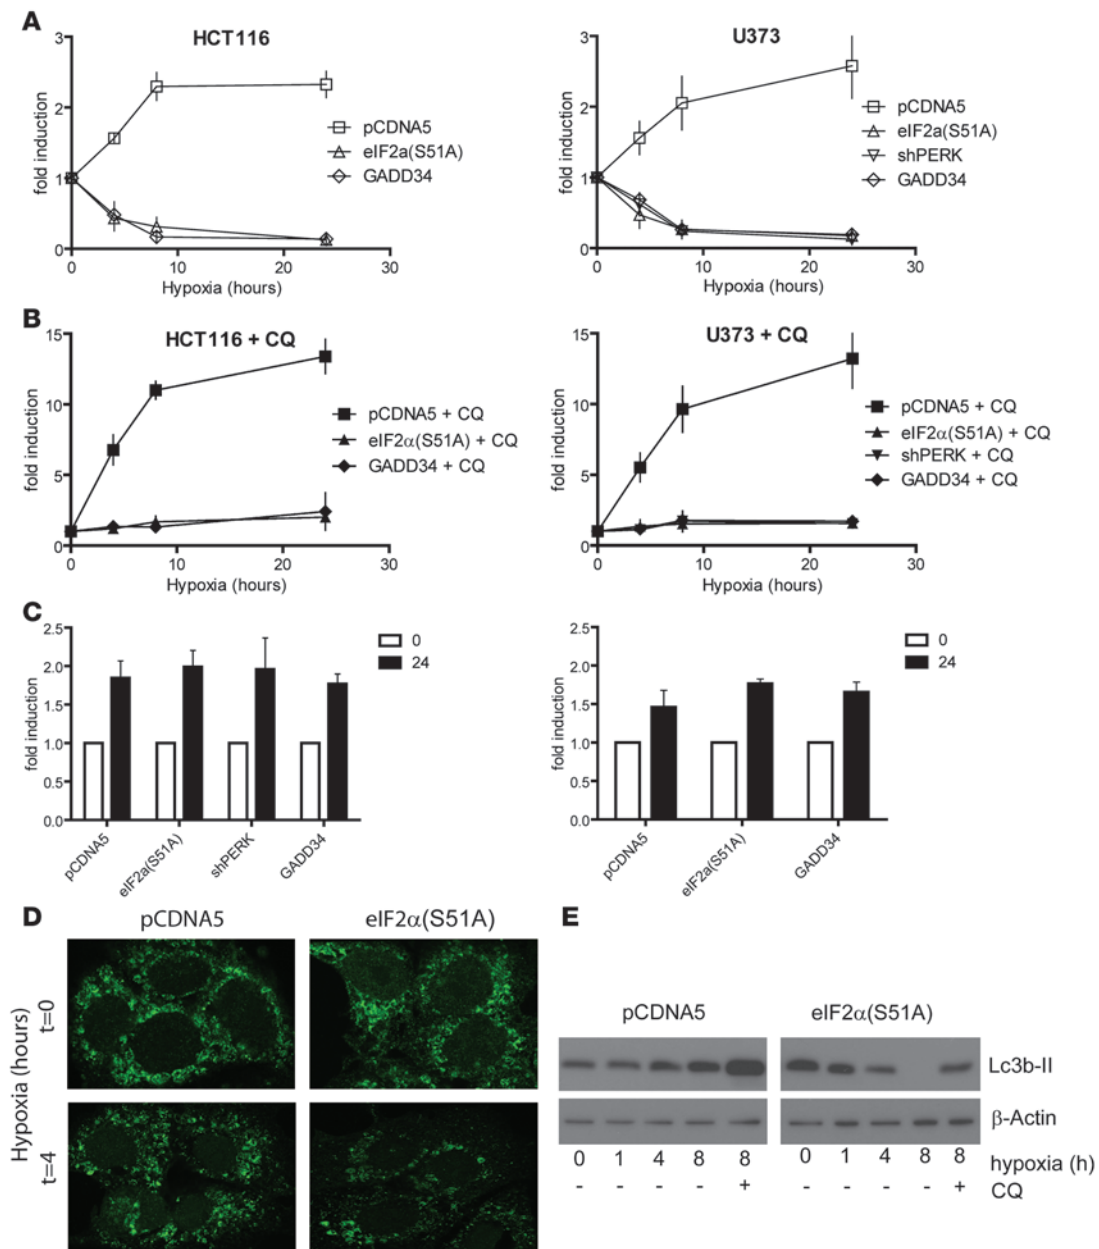 A
HCT116
fold induction
3
2
1
0
0 10 20 30
Hypoxia (hours)
pCDNA5
eIF2a(S51A)
GADD34
U373
fold induction
3
2
1
0
0 10 20 30
Hypoxia (hours)
pCDNA5
eIF2a(S51A)
shPERK
GADD34
B
HCT116 + CQ
fold induction
15
10
5
0
0 10 20 30
Hypoxia (hours)
pCDNA5 + CQ
eIF2α(S51A) + CQ
GADD34 + CQ
U373 + CQ
fold induction
15
10
5
0
0 10 20 30
Hypoxia (hours)
pCDNA5 + CQ
eIF2α(S51A) + CQ
shPERK + CQ
GADD34 + CQ
C
fold induction
2.5
2.0
1.5
1.0
0.5
0.0
pCDNA5
eIF2a(S51A)
shPERK
GADD34
0
24
fold induction
2.5
2.0
1.5
1.0
0.5
0.0
pCDNA5
eIF2a(S51A)
GADD34
0
24
D
pCDNA5 eIF2α(S51A)
Hypoxia (hours)
t=0
t=4
E
pCDNA5 eIF2α(S51A)
Lc3b-II
β-Actin
0 1 4 8 8 0 1 4 8 8 hypoxia (h)
- - - - + - - - - + CQ